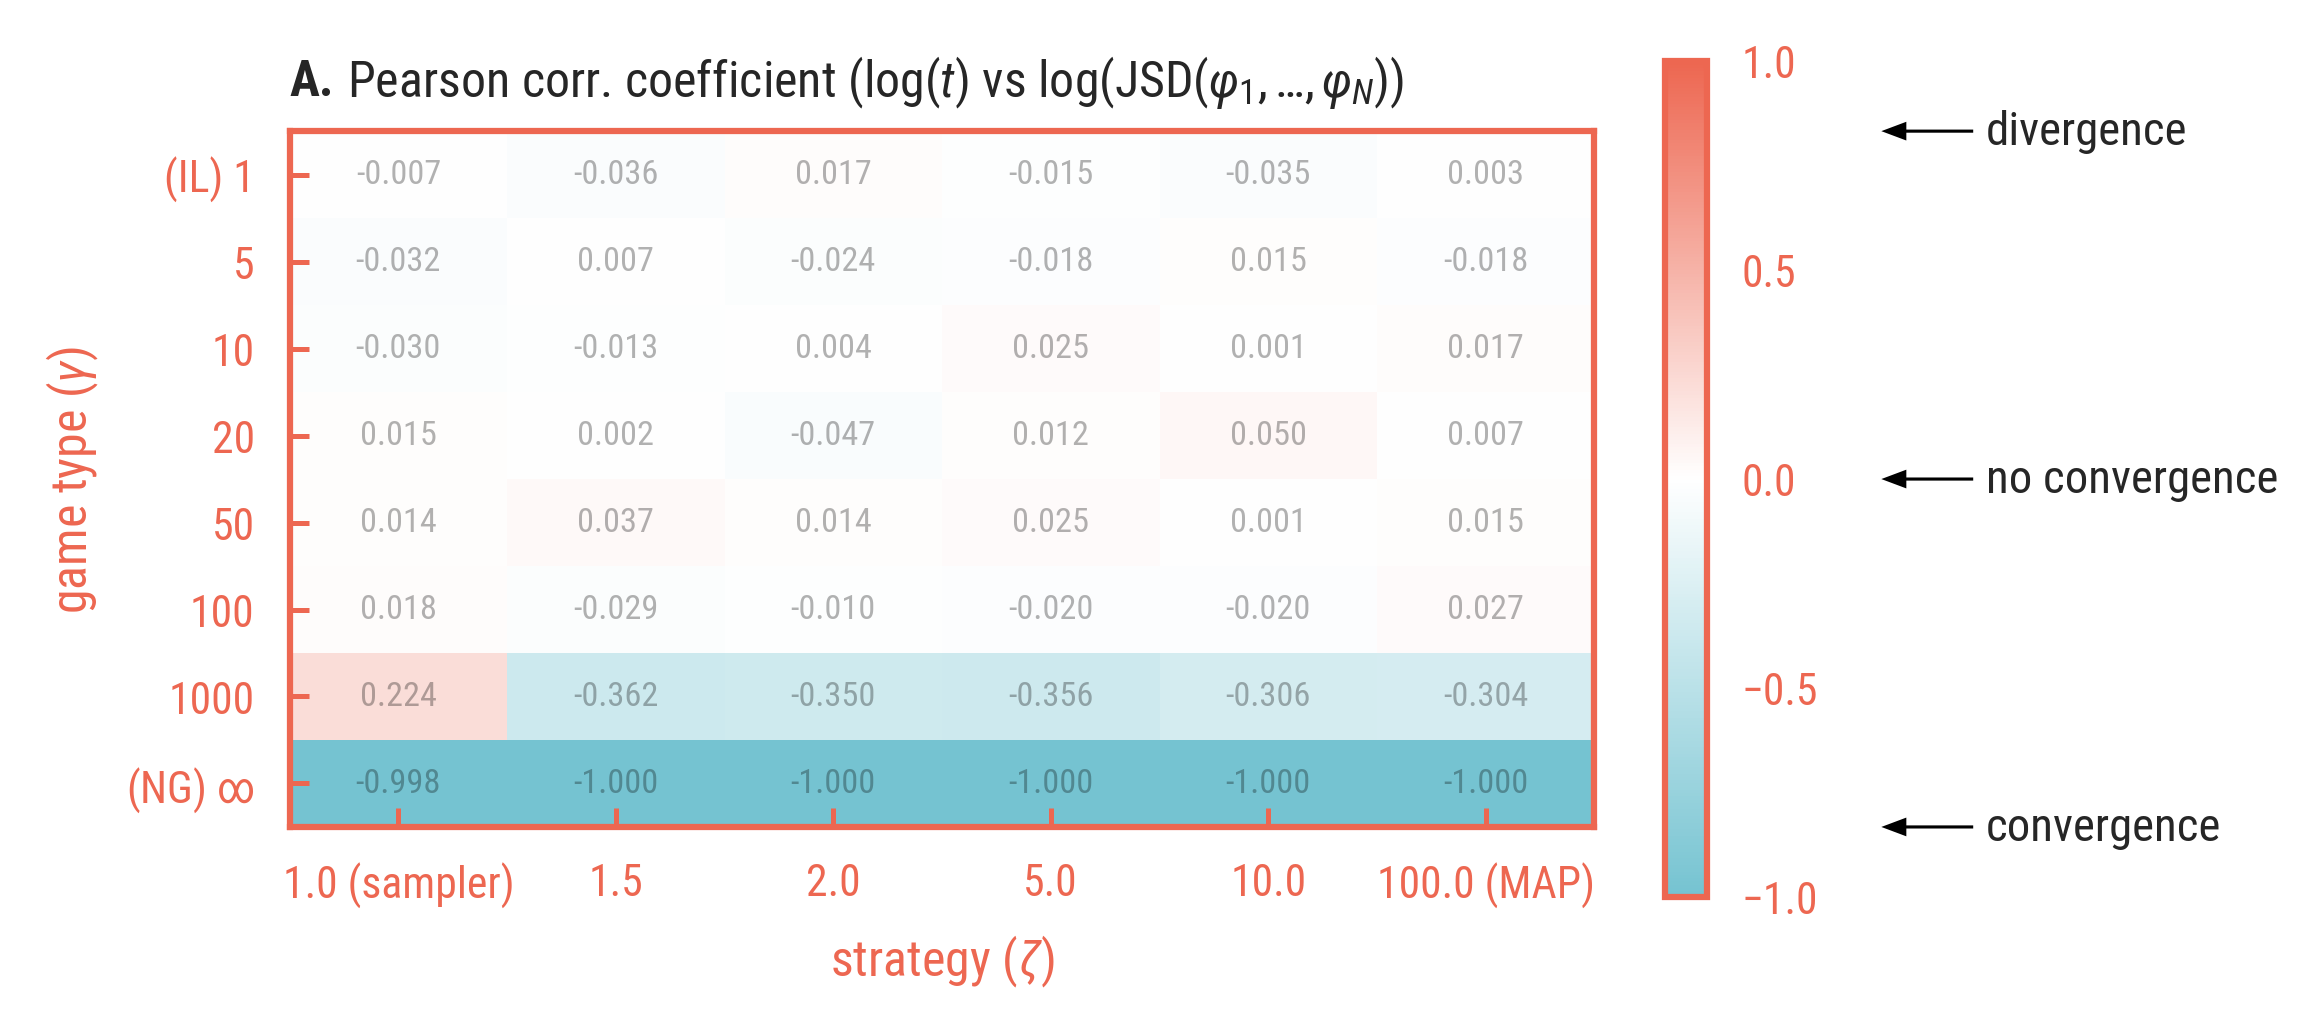 A. Pearson corr. coefficient (log(t) vs log(JSD(φ1, ..., φN))
1.0
divergence
(IL) 1 -0.007 -0.036 0.017 -0.015 -0.035 0.003
5 -0.032 0.007 -0.024 -0.018 0.015 -0.018
0.5
10 -0.030 -0.013 0.004 0.025 0.001 0.017
20 0.015 0.002 -0.047 0.012 0.050 0.007
0.0
no convergence
game type (γ)
50 0.014 0.037 0.014 0.025 0.001 0.015
100 0.018 -0.029 -0.010 -0.020 -0.020 0.027
1000 0.224 -0.362 -0.350 -0.356 -0.306 -0.304
−0.5
(NG) ∞ -0.998 -1.000 -1.000 -1.000 -1.000 -1.000
convergence
1.0 (sampler) 1.5 2.0 5.0 10.0 100.0 (MAP)
−1.0
strategy (ζ)